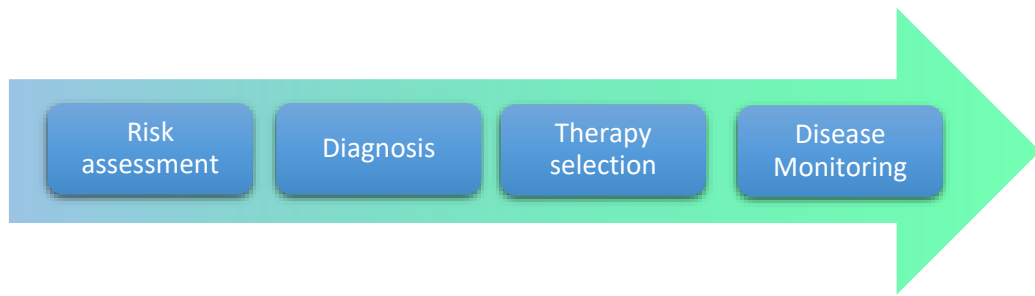 Risk
assessment
Diagnosis
Therapy
selection
Disease
Monitoring